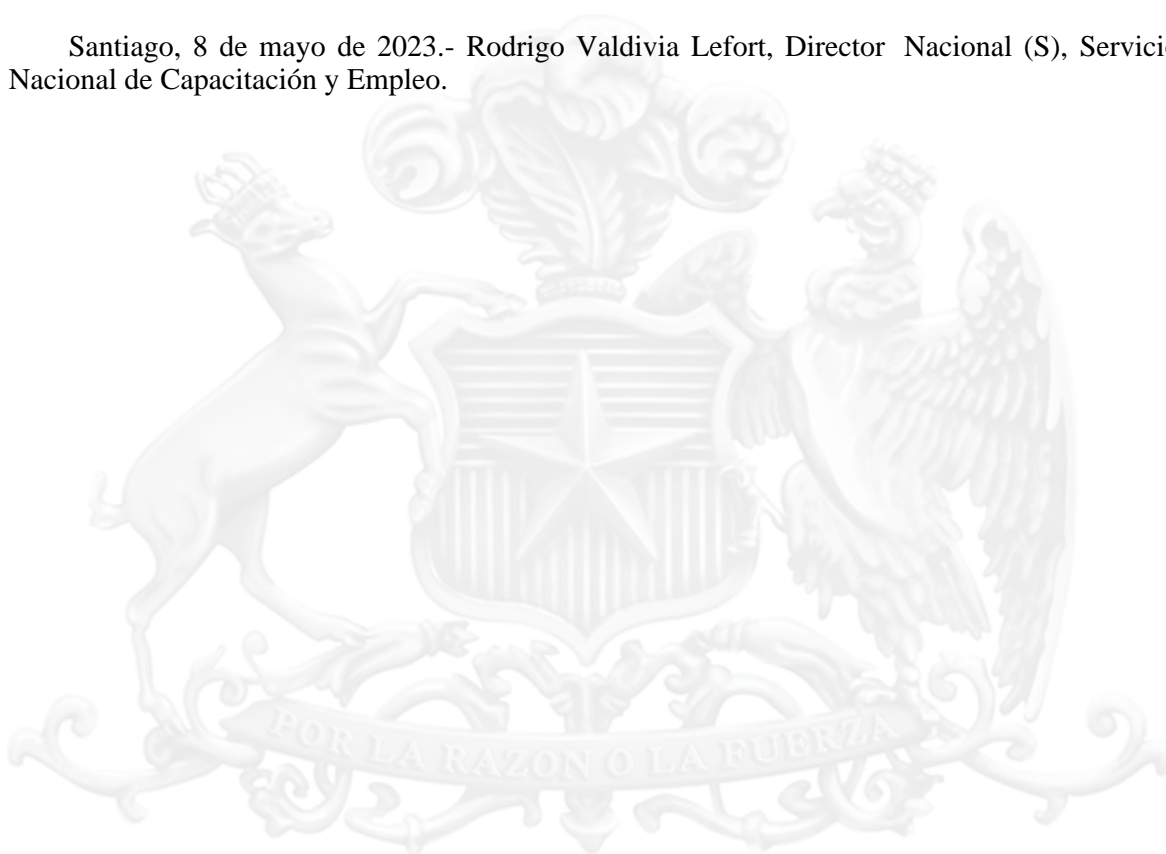 Santiago, 8 de mayo de 2023.- Rodrigo Valdivia Lefort, Director Nacional (S), Servicio
Nacional de Capacitación y Empleo.
POR LA RAZON O LA FUERZA